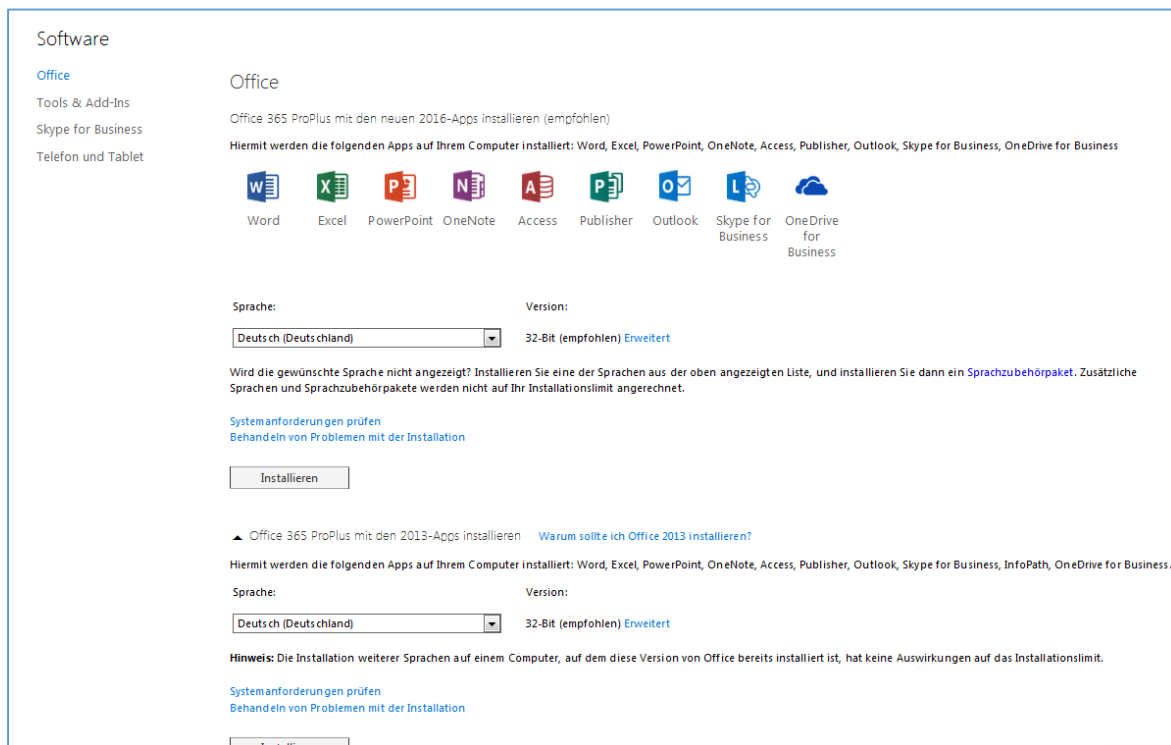 Software
Office
Tools & Add-Ins
Skype for Business
Telefon und Tablet
Office
Office 365 ProPlus mit den neuen 2016-Apps installieren (empfohlen)
Hiermit werden die folgenden Apps auf Ihrem Computer installiert: Word, Excel, PowerPoint, OneNote, Access, Publisher, Outlook, Skype for Business, OneDrive for Business
Word Excel PowerPoint OneNote Access Publisher Outlook Skype for Business OneDrive for Business
Sprache: Version:
Deutsch (Deutschland) 32-Bit (empfohlen) Erweitert
Wird die gewünschte Sprache nicht angezeigt? Installieren Sie eine der Sprachen aus der oben angezeigten Liste, und installieren Sie dann ein Sprachzubehörpaket. Zusätzliche
Sprachen und Sprachzubehörpakete werden nicht auf Ihr Installationslimit angerechnet.
Systemanforderungen prüfen
Behandeln von Problemen mit der Installation
Installieren
Office 365 ProPlus mit den 2013-Apps installieren Warum sollte ich Office 2013 installieren?
Hiermit werden die folgenden Apps auf Ihrem Computer installiert: Word, Excel, PowerPoint, OneNote, Access, Publisher, Outlook, Skype for Business, InfoPath, OneDrive for Business.
Sprache: Version:
Deutsch (Deutschland) 32-Bit (empfohlen) Erweitert
Hinweis: Die Installation weiterer Sprachen auf einem Computer, auf dem diese Version von Office bereits installiert ist, hat keine Auswirkungen auf das Installationslimit.
Systemanforderungen prüfen
Behandeln von Problemen mit der Installation